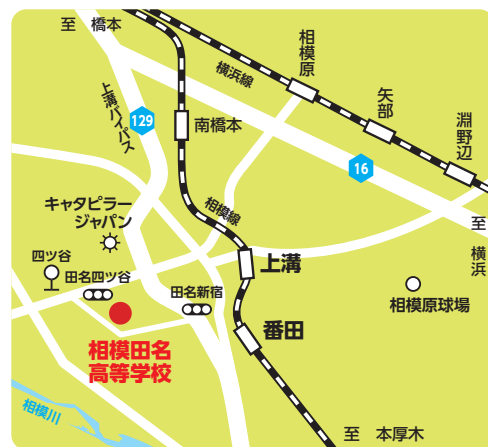 至 橋本
相模原
横浜線
矢部
淵野辺
上溝バイパス
129
南橋本
16
キャタピラー
ジャパン
相模線
至 横浜
四ツ谷
上溝
田名四ツ谷
田名新宿
相模原球場
番田
相模田名
高等学校
相模川
至 本厚木